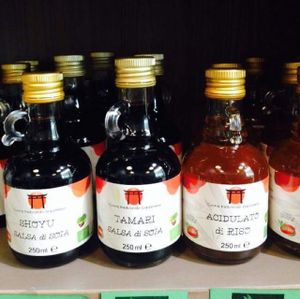 SHOYU
SALSA di SOIA
250ml e
TAMARI
SALSA di SOIA
250ml e
ACIDULATO
di RISO
250ml e